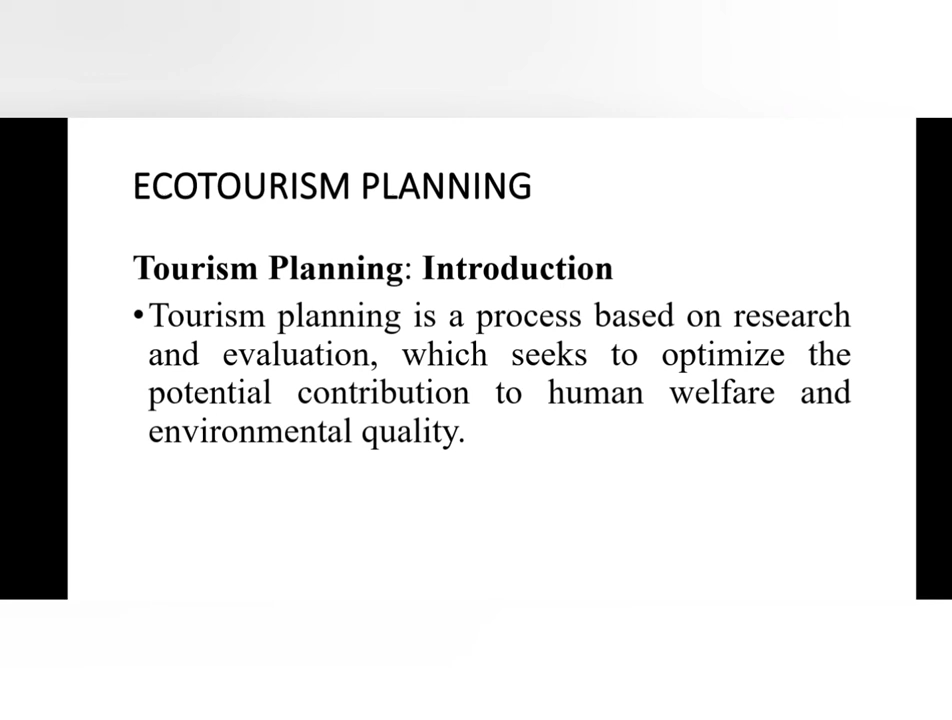 ECOTOURISM PLANNING
Tourism Planning: Introduction
•Tourism planning is a process based on research
and evaluation, which seeks to optimize the
potential contribution to human welfare and
environmental quality.